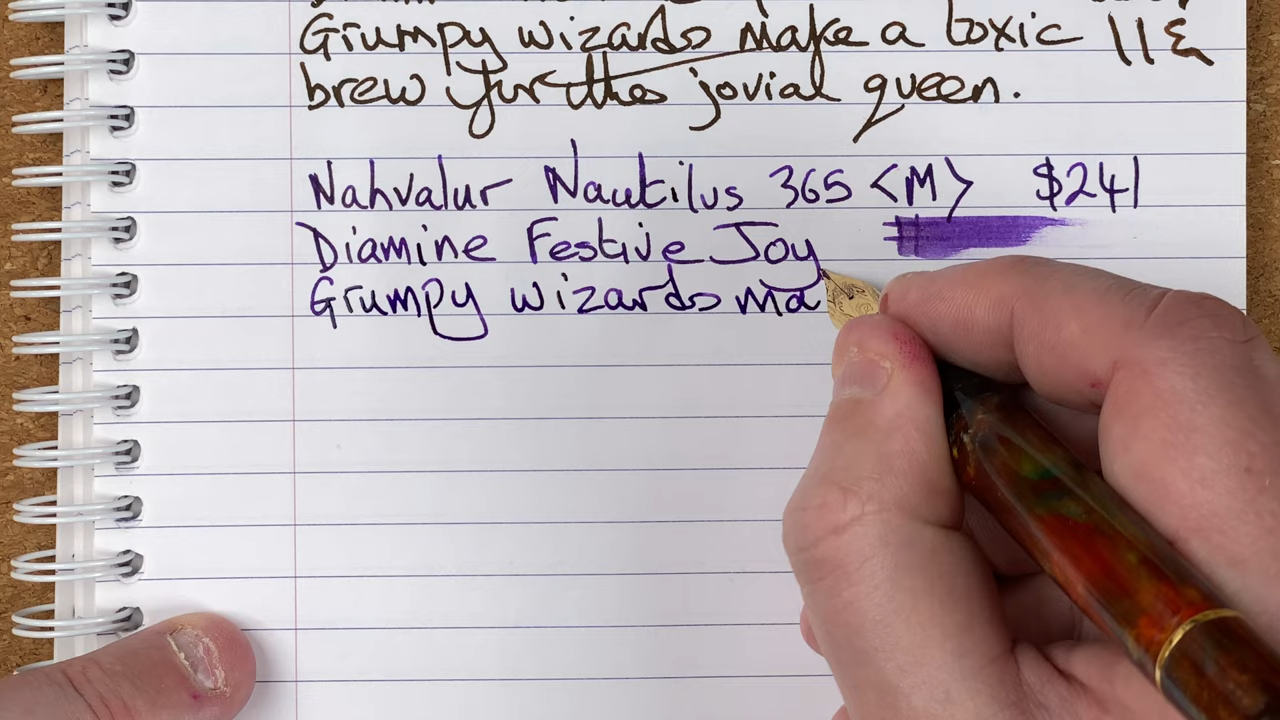 Grumpy wizards make a toxic
brew for the jovial queen.
Nahvalur Nautilus 365 <M> $241
Diamine Festive Joy
Grumpy wizards ma